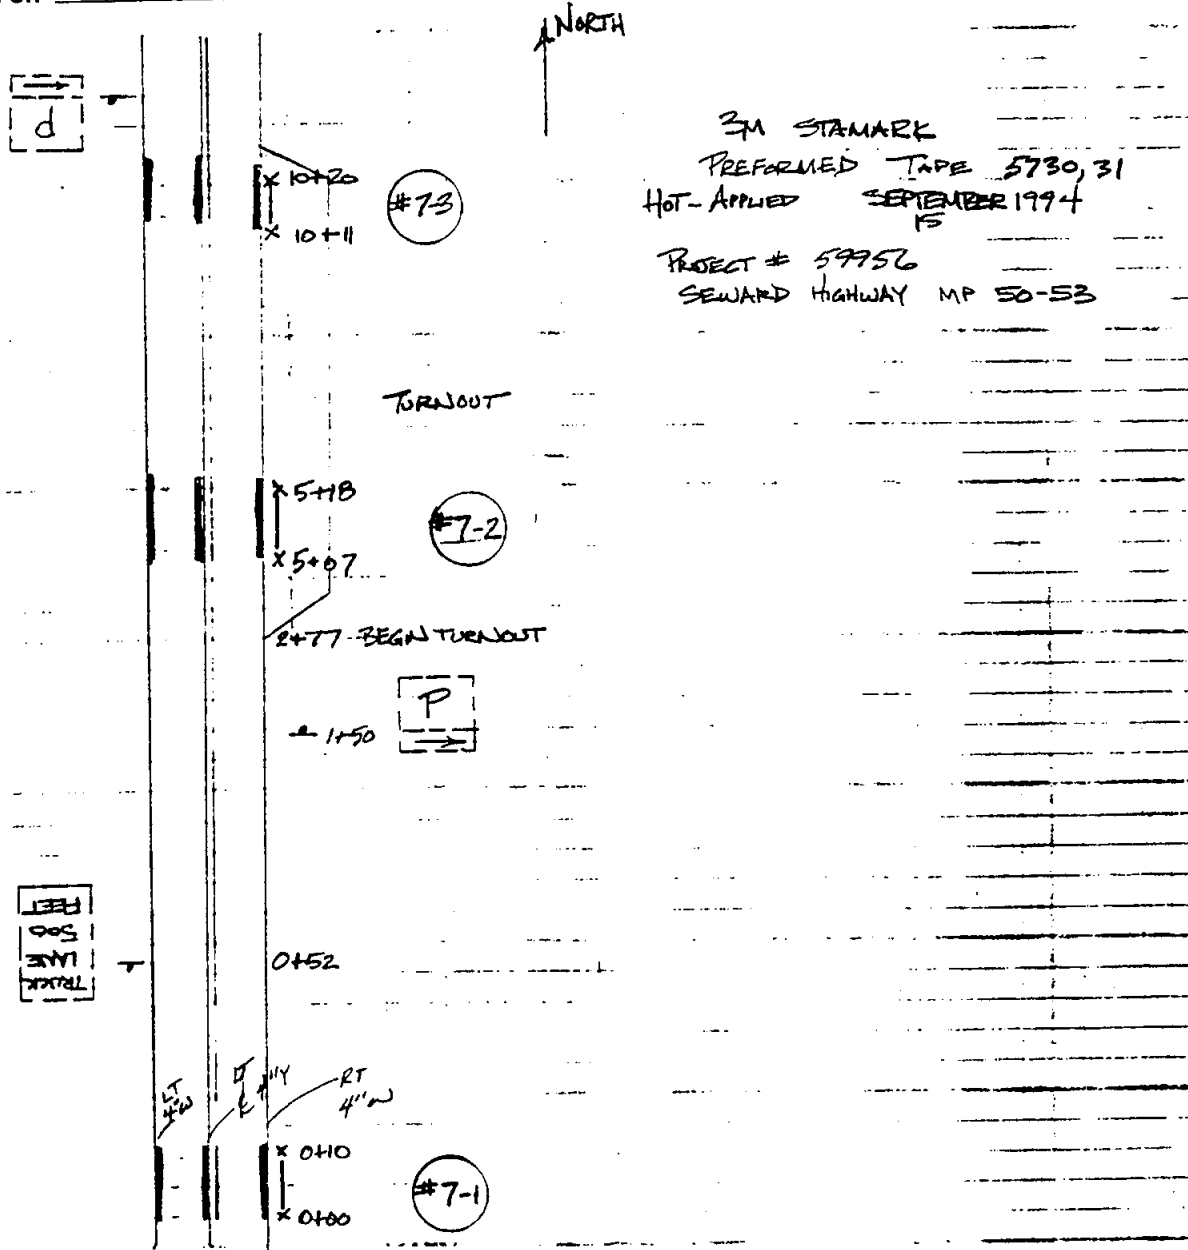 NORTH
d
3M STAMARK
PREFORMED TAPE 5730, 31
HOT-APPLIED SEPTEMBER 1994
15
PROJECT # 59956
SEWARD HIGHWAY MP 50-53
10+20
#7-3
10+11
TURNOUT
5+18
#7-2
5+07
2+77 - BEGIN TURNOUT
P
1+50
TRUCK
LANE
500
FEET
0+52
LT
4"W
4"Y
RT
4"W
0+10
#7-1
0+00